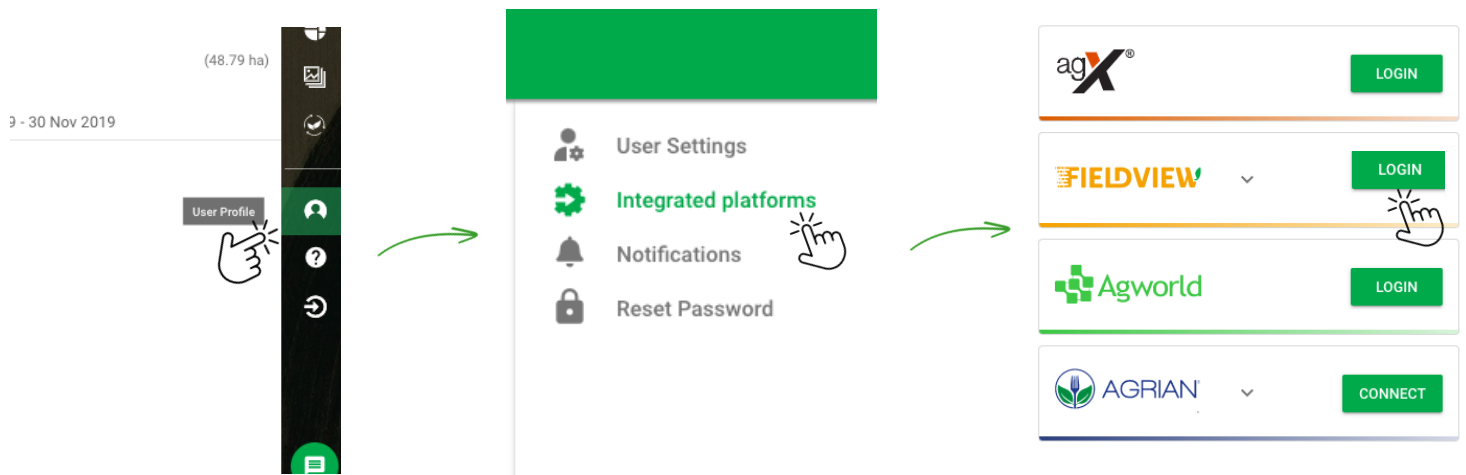 (48.79 ha)
9 - 30 Nov 2019
User Profile
User Settings
Integrated platforms
Notifications
Reset Password
agX®
LOGIN
FIELDVIEW
LOGIN
Agworld
LOGIN
AGRIAN
CONNECT